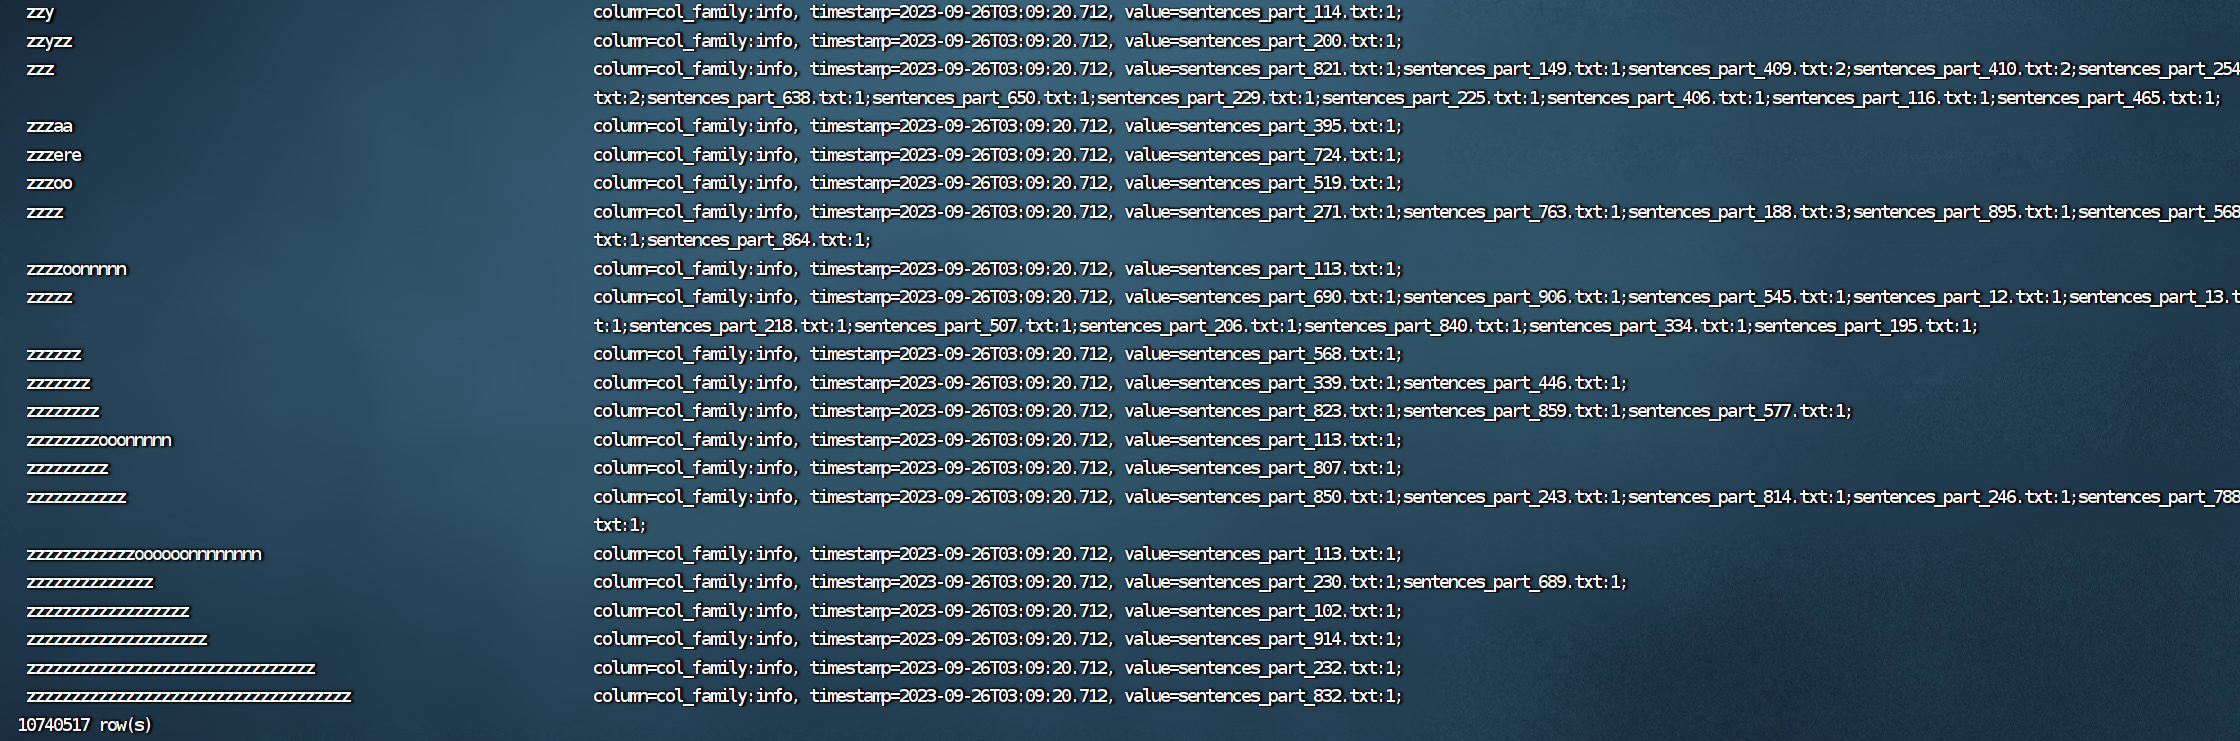 zzy column=col_family:info, timestamp=2023-09-26T03:09:20.712, value=sentences_part_114.txt:1;
zzyzz column=col_family:info, timestamp=2023-09-26T03:09:20.712, value=sentences_part_200.txt:1;
zzz column=col_family:info, timestamp=2023-09-26T03:09:20.712, value=sentences_part_821.txt:1;sentences_part_149.txt:1;sentences_part_409.txt:2;sentences_part_410.txt:2;sentences_part_254
txt:2;sentences_part_638.txt:1;sentences_part_650.txt:1;sentences_part_229.txt:1;sentences_part_225.txt:1;sentences_part_406.txt:1;sentences_part_116.txt:1;sentences_part_465.txt:1;
zzzaa column=col_family:info, timestamp=2023-09-26T03:09:20.712, value=sentences_part_395.txt:1;
zzzere column=col_family:info, timestamp=2023-09-26T03:09:20.712, value=sentences_part_724.txt:1;
zzzoo column=col_family:info, timestamp=2023-09-26T03:09:20.712, value=sentences_part_519.txt:1;
zzzz column=col_family:info, timestamp=2023-09-26T03:09:20.712, value=sentences_part_271.txt:1;sentences_part_763.txt:1;sentences_part_188.txt:3;sentences_part_895.txt:1;sentences_part_568
txt:1;sentences_part_864.txt:1;
zzzzoonnnnn column=col_family:info, timestamp=2023-09-26T03:09:20.712, value=sentences_part_113.txt:1;
zzzzz column=col_family:info, timestamp=2023-09-26T03:09:20.712, value=sentences_part_690.txt:1;sentences_part_906.txt:1;sentences_part_545.txt:1;sentences_part_12.txt:1;sentences_part_13.t
t:1;sentences_part_218.txt:1;sentences_part_507.txt:1;sentences_part_206.txt:1;sentences_part_840.txt:1;sentences_part_334.txt:1;sentences_part_195.txt:1;
zzzzzz column=col_family:info, timestamp=2023-09-26T03:09:20.712, value=sentences_part_568.txt:1;
zzzzzzz column=col_family:info, timestamp=2023-09-26T03:09:20.712, value=sentences_part_339.txt:1;sentences_part_446.txt:1;
zzzzzzzz column=col_family:info, timestamp=2023-09-26T03:09:20.712, value=sentences_part_823.txt:1;sentences_part_859.txt:1;sentences_part_577.txt:1;
zzzzzzzzooonnnnn column=col_family:info, timestamp=2023-09-26T03:09:20.712, value=sentences_part_113.txt:1;
zzzzzzzzz column=col_family:info, timestamp=2023-09-26T03:09:20.712, value=sentences_part_807.txt:1;
zzzzzzzzzzz column=col_family:info, timestamp=2023-09-26T03:09:20.712, value=sentences_part_850.txt:1;sentences_part_243.txt:1;sentences_part_814.txt:1;sentences_part_246.txt:1;sentences_part_788
txt:1;
zzzzzzzzzzzzoooooonnnnnnnn column=col_family:info, timestamp=2023-09-26T03:09:20.712, value=sentences_part_113.txt:1;
zzzzzzzzzzzzzz column=col_family:info, timestamp=2023-09-26T03:09:20.712, value=sentences_part_230.txt:1;sentences_part_689.txt:1;
zzzzzzzzzzzzzzzzzz column=col_family:info, timestamp=2023-09-26T03:09:20.712, value=sentences_part_102.txt:1;
zzzzzzzzzzzzzzzzzzzz column=col_family:info, timestamp=2023-09-26T03:09:20.712, value=sentences_part_914.txt:1;
zzzzzzzzzzzzzzzzzzzzzzzzzzzzzzzz column=col_family:info, timestamp=2023-09-26T03:09:20.712, value=sentences_part_232.txt:1;
zzzzzzzzzzzzzzzzzzzzzzzzzzzzzzzzzzzz column=col_family:info, timestamp=2023-09-26T03:09:20.712, value=sentences_part_832.txt:1;
10740517 row(s)